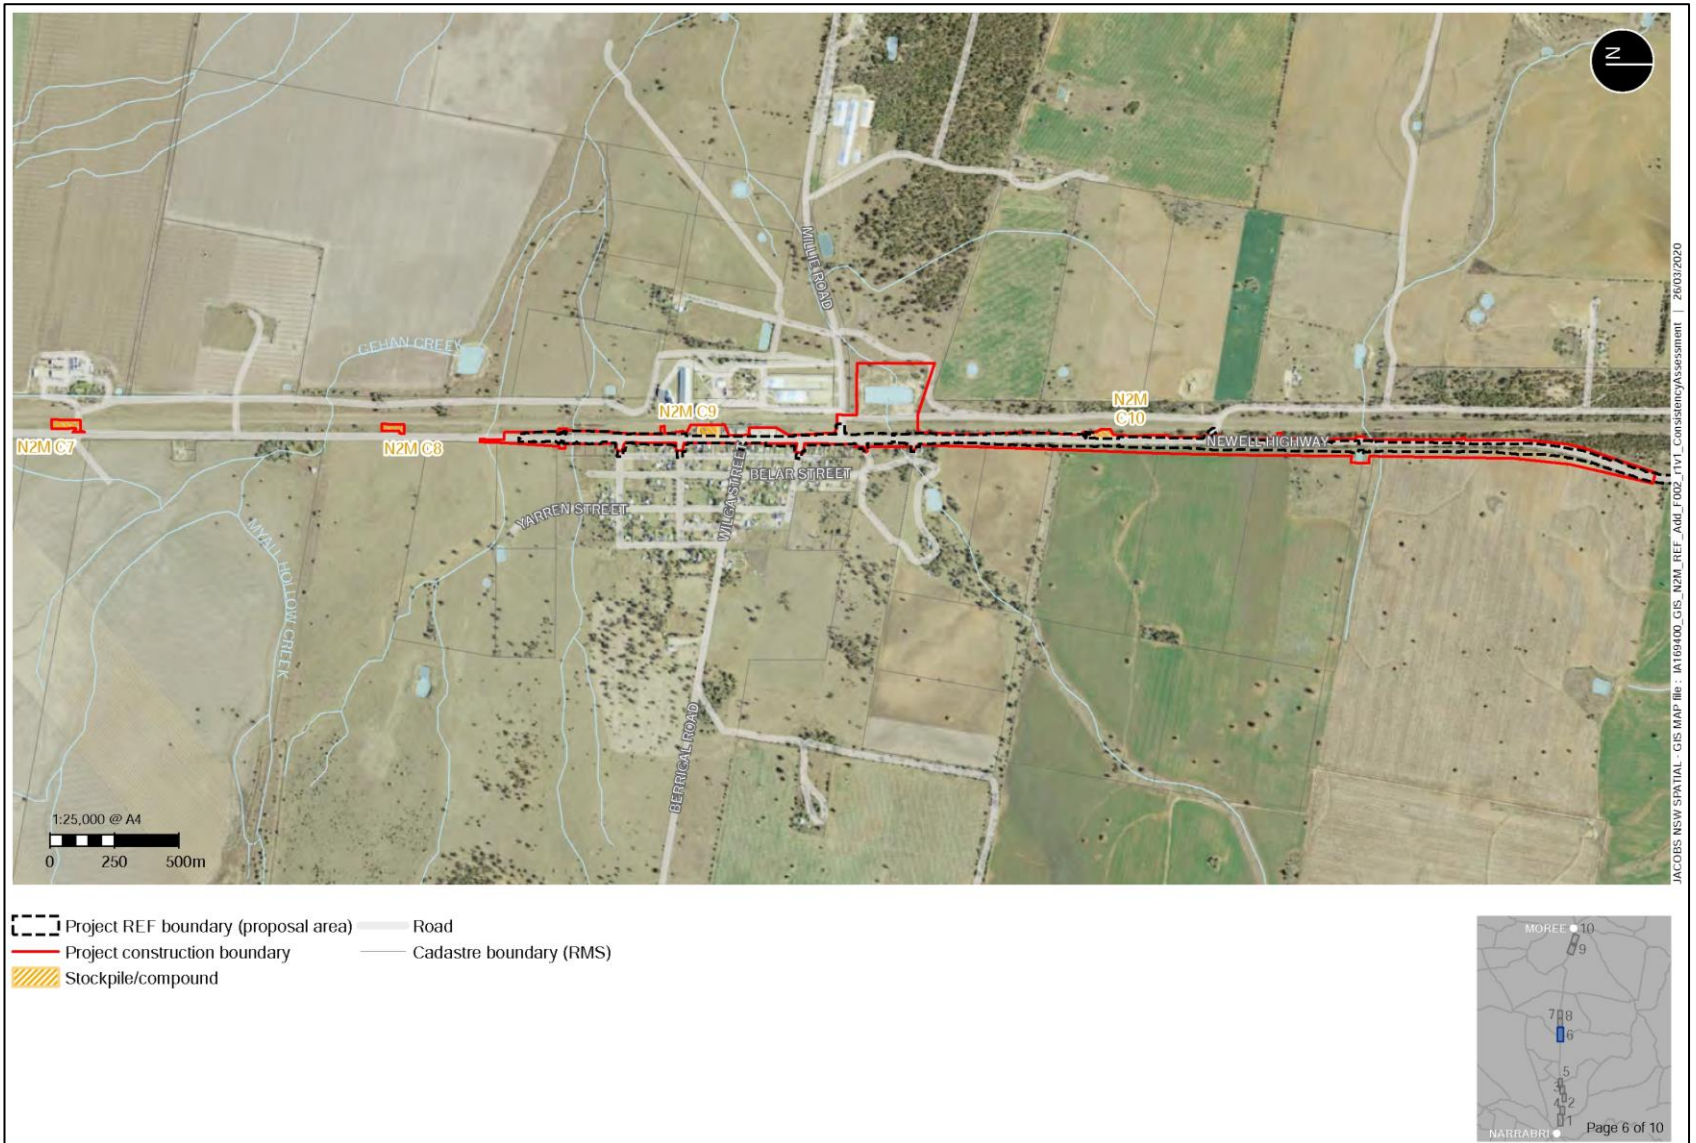 N
MILLIE ROAD
GEHAN CREEK
N2M C9
N2M
C10
N2M C7
N2M C8
NEWELL HIGHWAY
BELAR STREET
WILGA STREET
YARREN STREET
MYALL HOLLOW CREEK
BERRIGAL ROAD
1:25,000 @ A4
0 250 500m
JACOBS NSW SPATIAL - GIS MAP file : IA169400_GIS_N2M_REF_Add_F002_r1v1_ConsistencyAssessment | 26/03/2020
Project REF boundary (proposal area)
Road
Project construction boundary
Cadastre boundary (RMS)
Stockpile/compound
MOREE 10
9
7 8
6
5
3
4 2
1
NARRABRI
Page 6 of 10